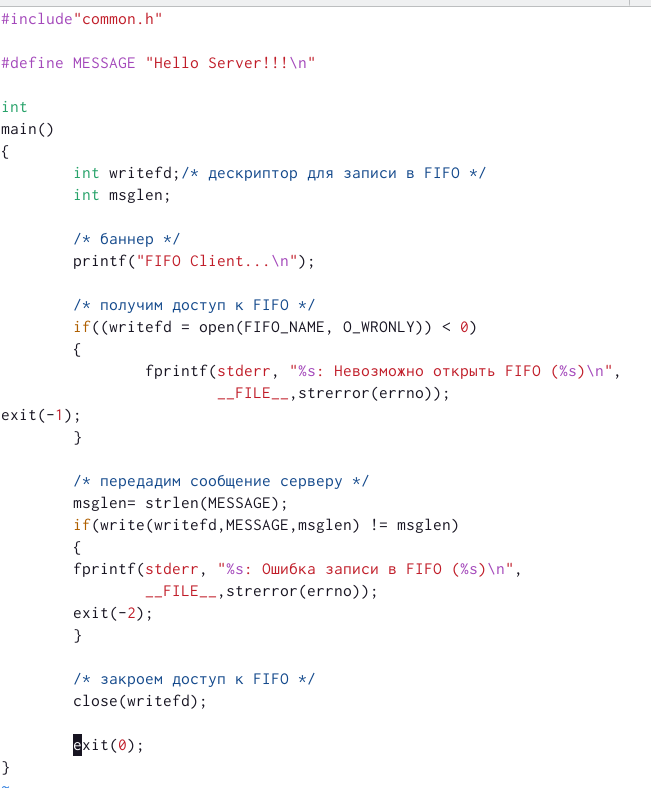 #include"common.h"

#define MESSAGE "Hello Server!!!\n"

int
main()
{
        int writefd;/* дескриптор для записи в FIFO */
        int msglen;

        /* баннер */
        printf("FIFO Client...\n");

        /* получим доступ к FIFO */
        if((writefd = open(FIFO_NAME, O_WRONLY)) < 0)
        {
                fprintf(stderr, "%s: Невозможно открыть FIFO (%s)\n",
                        __FILE__,strerror(errno));
exit(-1);
        }

        /* передадим сообщение серверу */
        msglen= strlen(MESSAGE);
        if(write(writefd,MESSAGE,msglen) != msglen)
        {
        fprintf(stderr, "%s: Ошибка записи в FIFO (%s)\n",
                __FILE__,strerror(errno));
        exit(-2);
        }

        /* закроем доступ к FIFO */
        close(writefd);

        exit(0);
}
~